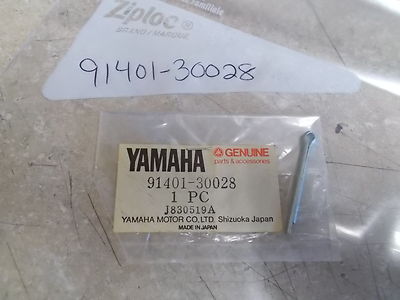 Ziploc®
BRAND / MARQUE
91401-30028
YAMAHA
GENUINE
parts & accessories
91401-30028
1 PC
J830519A
YAMAHA MOTOR CO., LTD. Shizuoka Japan
MADE IN JAPAN